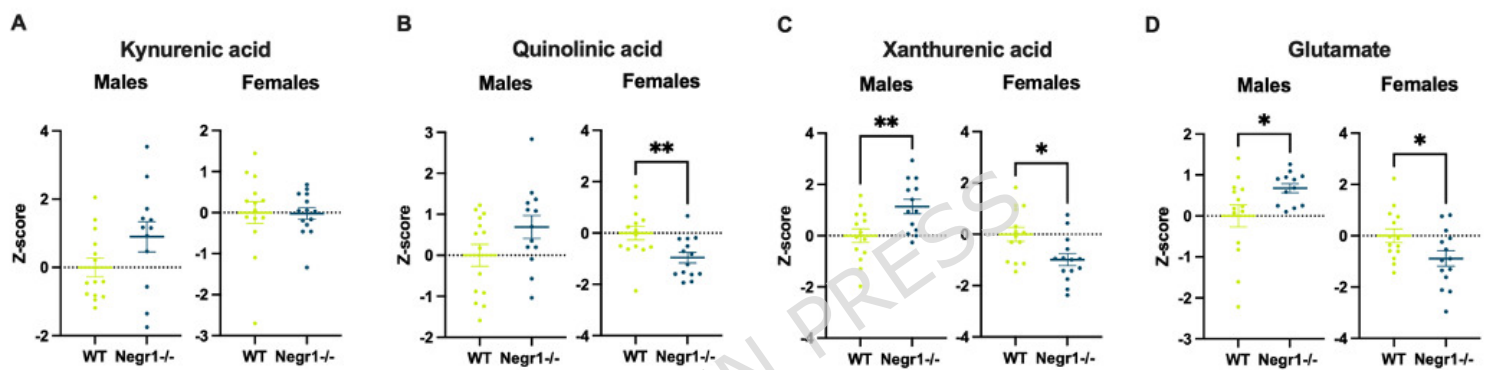 A
B
C
D
Kynurenic acid
Quinolinic acid
Xanthurenic acid
Glutamate
Males
Females
Males
Females
Males
Females
Males
Females
Z-score
4
2
0
-2
WT Negr1-/-
2
1
0
-1
-2
-3
WT Negr1-/-
Z-score
3
2
1
0
-1
-2
WT Negr1-/-
**
4
2
0
-2
-4
WT Negr1-/-
Z-score
**
4
2
0
-2
-4
WT Negr1-/-
*
4
2
0
-2
-4
WT Negr1-/-
Z-score
*
2
1
0
-1
-2
-3
WT Negr1-/-
*
4
2
0
-2
-4
WT Negr1-/-
N PRESS